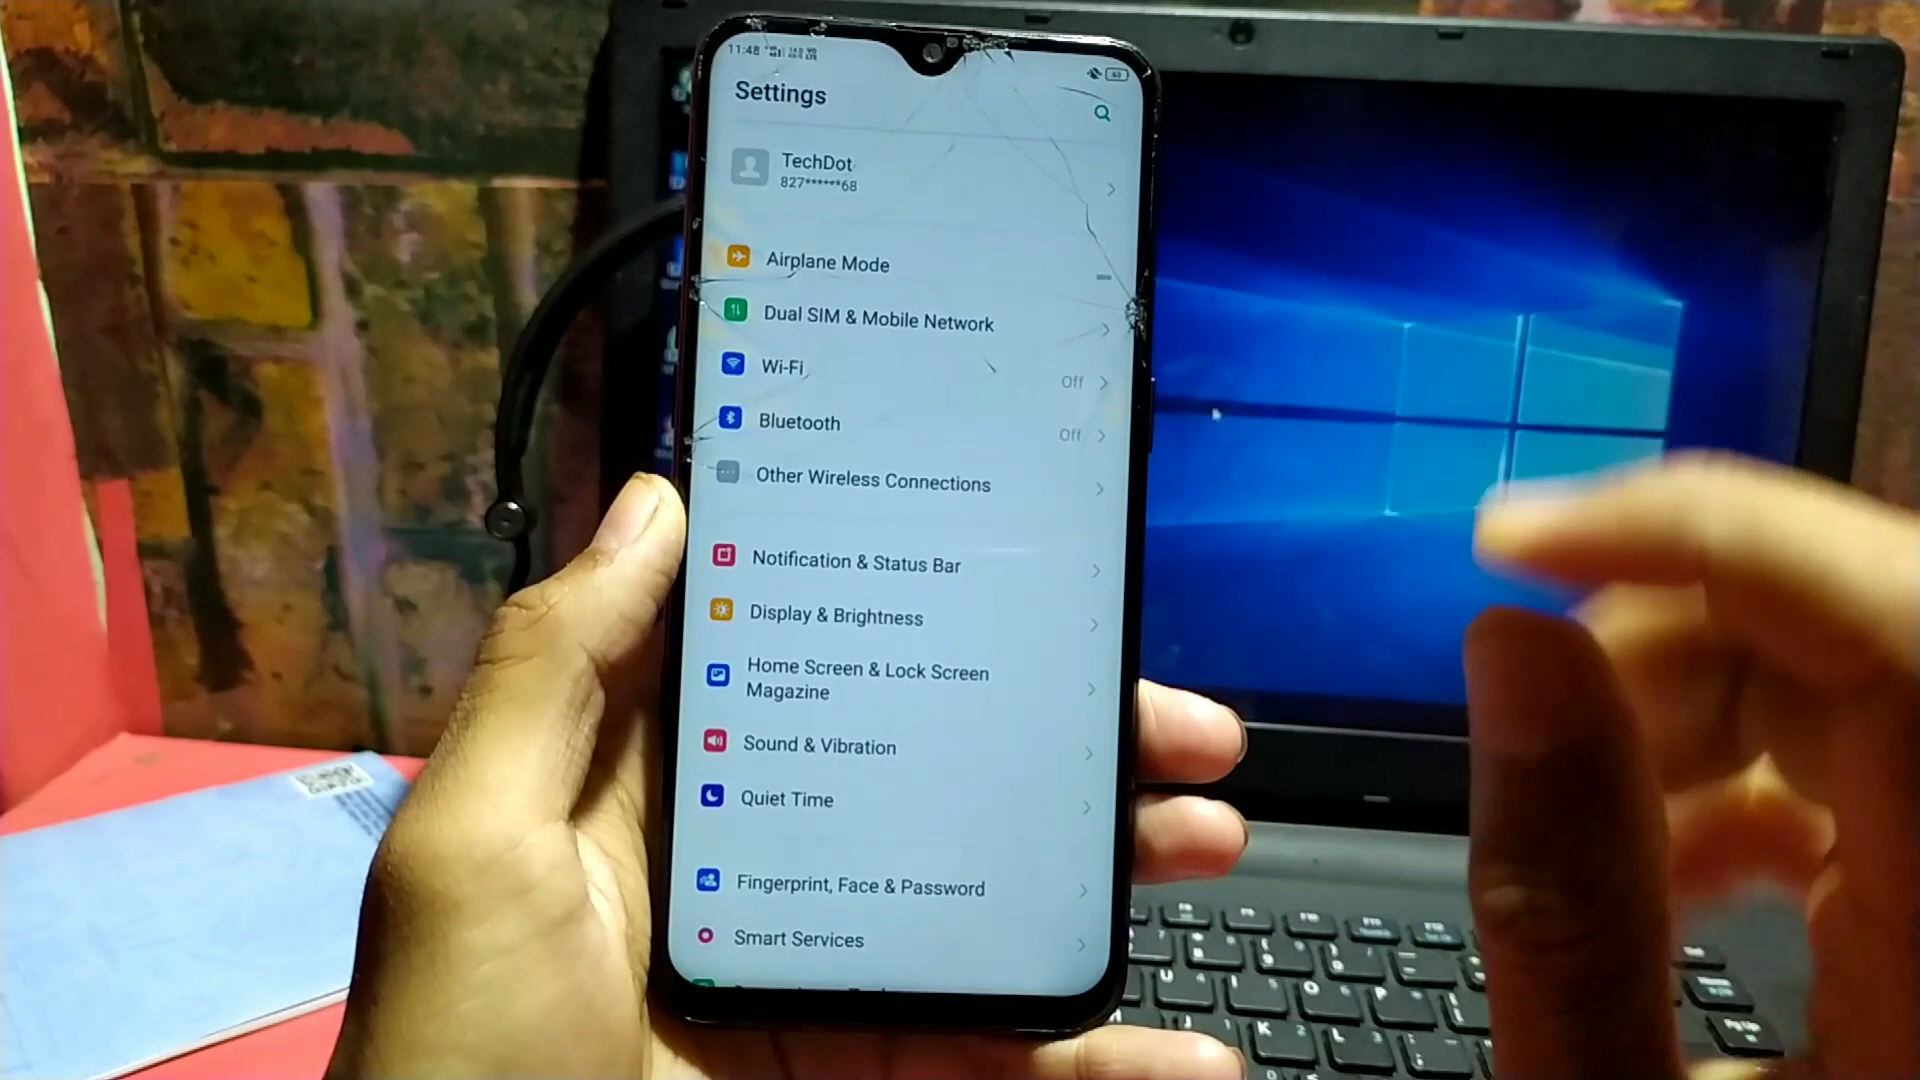 11:48
63
Settings
TechDot
827******68
Airplane Mode
Dual SIM & Mobile Network
Wi-Fi
Off
Bluetooth
Off
Other Wireless Connections
Notification & Status Bar
Display & Brightness
Home Screen & Lock Screen
Magazine
Sound & Vibration
Quiet Time
Fingerprint, Face & Password
Smart Services
U
I
O
P
J
K
L